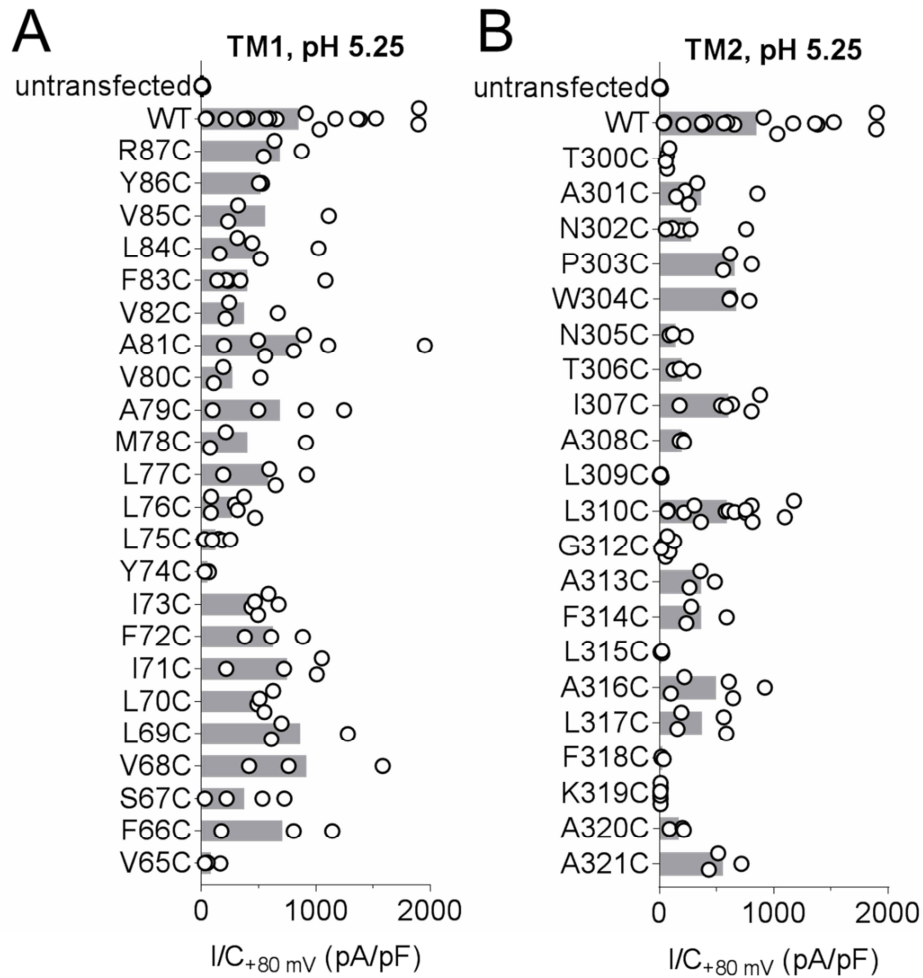 A
TM1, pH 5.25
untransfected
WT
R87C
Y86C
V85C
L84C
F83C
V82C
A81C
V80C
A79C
M78C
L77C
L76C
L75C
Y74C
I73C
F72C
I71C
L70C
L69C
V68C
S67C
F66C
V65C
0 1000 2000
I/C+80 mV (pA/pF)
B
TM2, pH 5.25
untransfected
WT
T300C
A301C
N302C
P303C
W304C
N305C
T306C
I307C
A308C
L309C
L310C
G312C
A313C
F314C
L315C
A316C
L317C
F318C
K319C
A320C
A321C
0 1000 2000
I/C+80 mV (pA/pF)